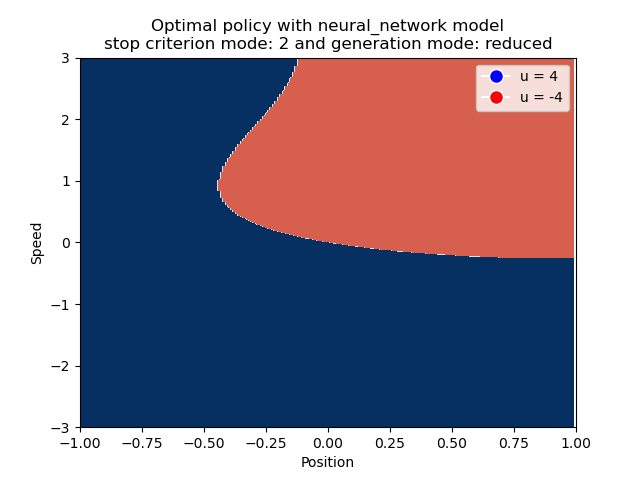 Optimal policy with neural_network model
stop criterion mode: 2 and generation mode: reduced
u = 4
u = -4
3
2
1
0
−1
−2
−3
Speed
−1.00 −0.75 −0.50 −0.25 0.00 0.25 0.50 0.75 1.00
Position